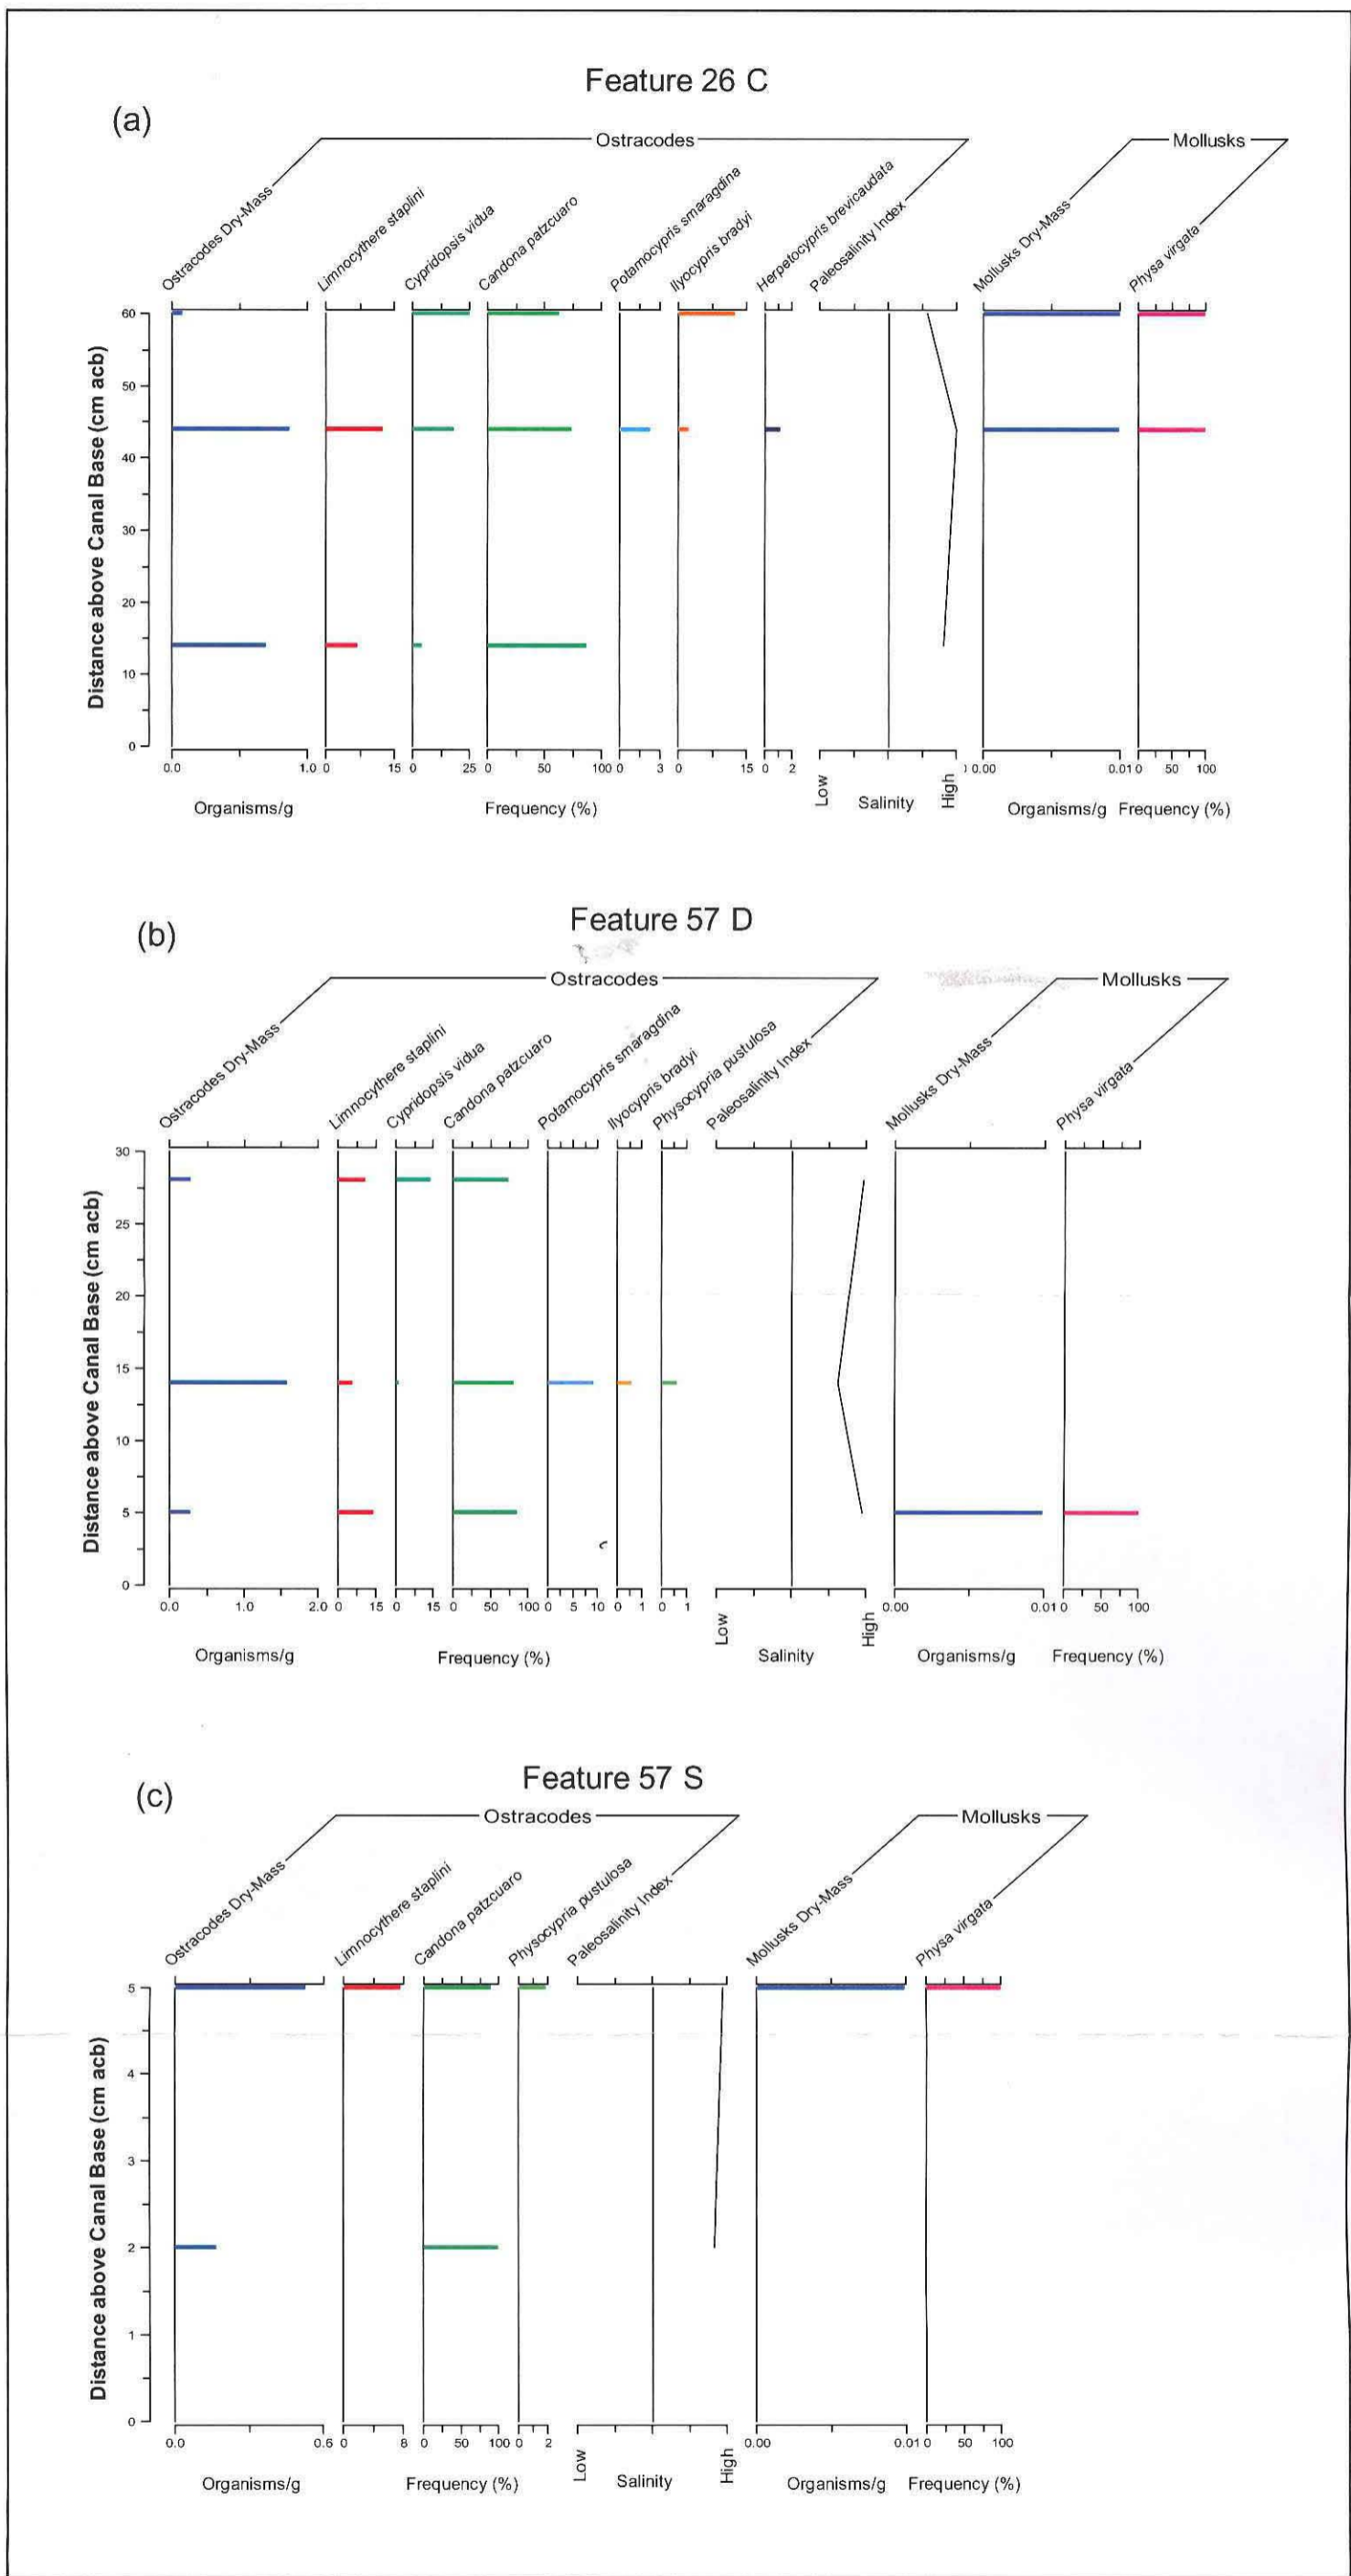 Feature 26 C
(a)
Ostracodes
Mollusks
Ostracodes Dry-Mass
Limnocythere staplini
Cypridopsis vidua
Candona patzcuaro
Potamocypris smaragdina
Ilyocypris bradyi
Herpetocypris brevicaudata
Paleosalinity Index
Mollusks Dry-Mass
Physa virgata
Distance above Canal Base (cm acb)
60
50
40
30
20
10
0
0.0 1.0 0 15 0 25 0 50 100 0 3 0 15 0 2 Low High 0.00 0.01 0 50 100
Organisms/g Frequency (%) Salinity Organisms/g Frequency (%)
Feature 57 D
(b)
Ostracodes
Mollusks
Ostracodes Dry-Mass
Limnocythere staplini
Cypridopsis vidua
Candona patzcuaro
Potamocypris smaragdina
Ilyocypris bradyi
Physocypria pustulosa
Paleosalinity Index
Mollusks Dry-Mass
Physa virgata
Distance above Canal Base (cm acb)
30
25
20
15
10
5
0
0.0 1.0 2.0 0 15 0 15 0 50 100 0 5 10 0 1 0 1 Low High 0.00 0.01 0 50 100
Organisms/g Frequency (%) Salinity Organisms/g Frequency (%)
Feature 57 S
(c)
Ostracodes
Mollusks
Ostracodes Dry-Mass
Limnocythere staplini
Candona patzcuaro
Physocypria pustulosa
Paleosalinity Index
Mollusks Dry-Mass
Physa virgata
Distance above Canal Base (cm acb)
5
4
3
2
1
0
0.0 0.6 0 8 0 50 100 0 2 Low High 0.00 0.01 0 50 100
Organisms/g Frequency (%) Salinity Organisms/g Frequency (%)